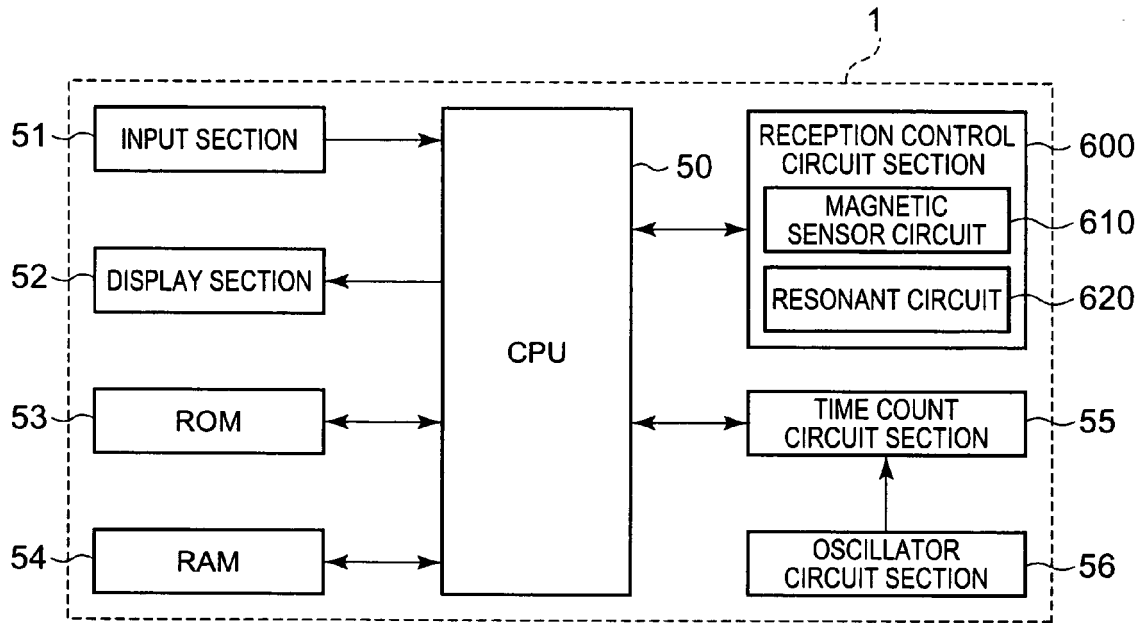 1
51
INPUT SECTION
52
DISPLAY SECTION
53
ROM
54
RAM
50
CPU
RECEPTION CONTROL
CIRCUIT SECTION
600
MAGNETIC
SENSOR CIRCUIT
610
RESONANT CIRCUIT
620
TIME COUNT
CIRCUIT SECTION
55
OSCILLATOR
CIRCUIT SECTION
56